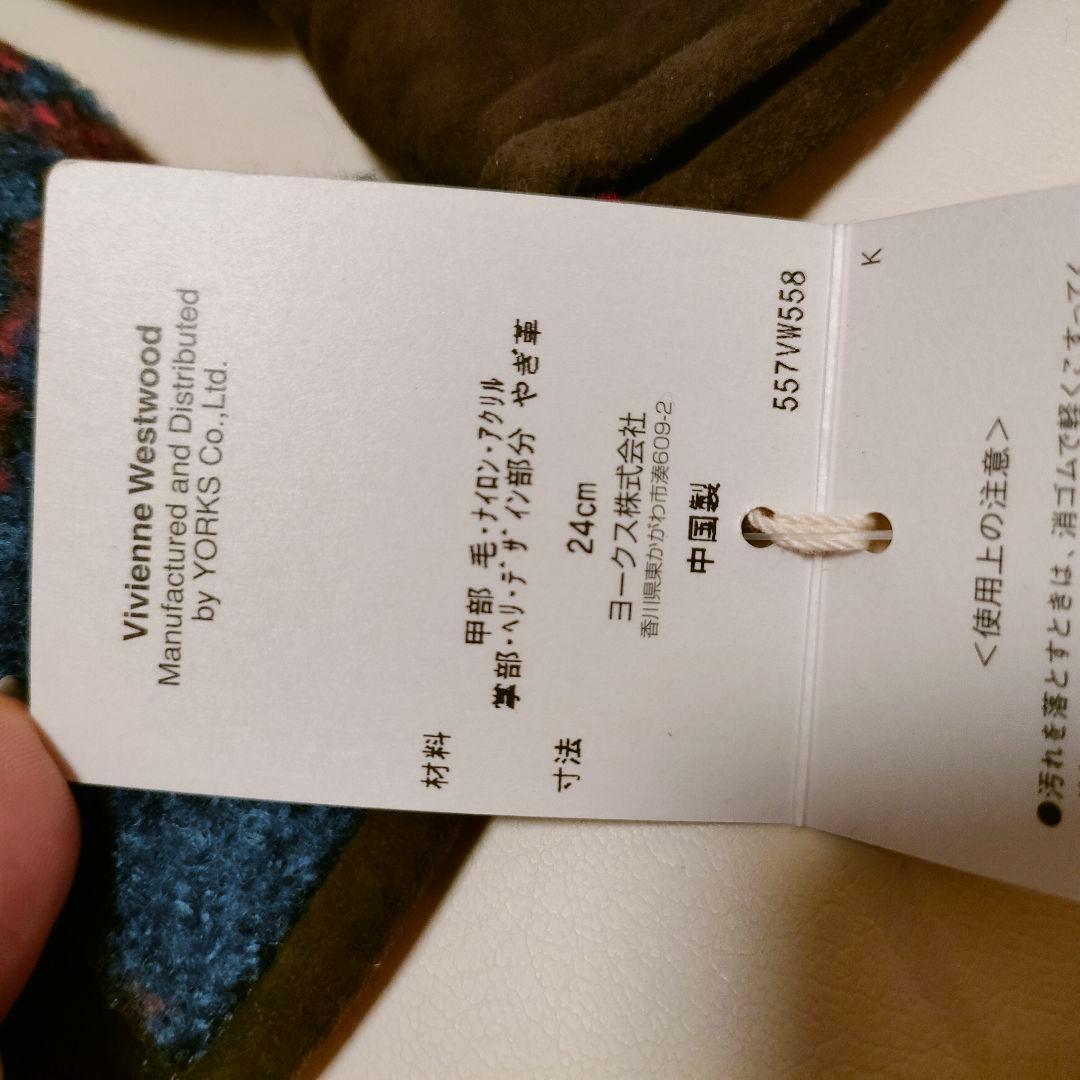 Vivienne Westwood
Manufactured and Distributed
by YORKS Co.,Ltd.
材料
甲部 毛・ナイロン・アクリル
掌部・ヘリ・デザイン部分 やぎ革
寸法
24cm
ヨークス株式会社
香川県東かがわ市湊609-2
中国製
557VW558
K
<使用上の注意>
●汚れを落とすときは、消ゴムで軽くこすってく